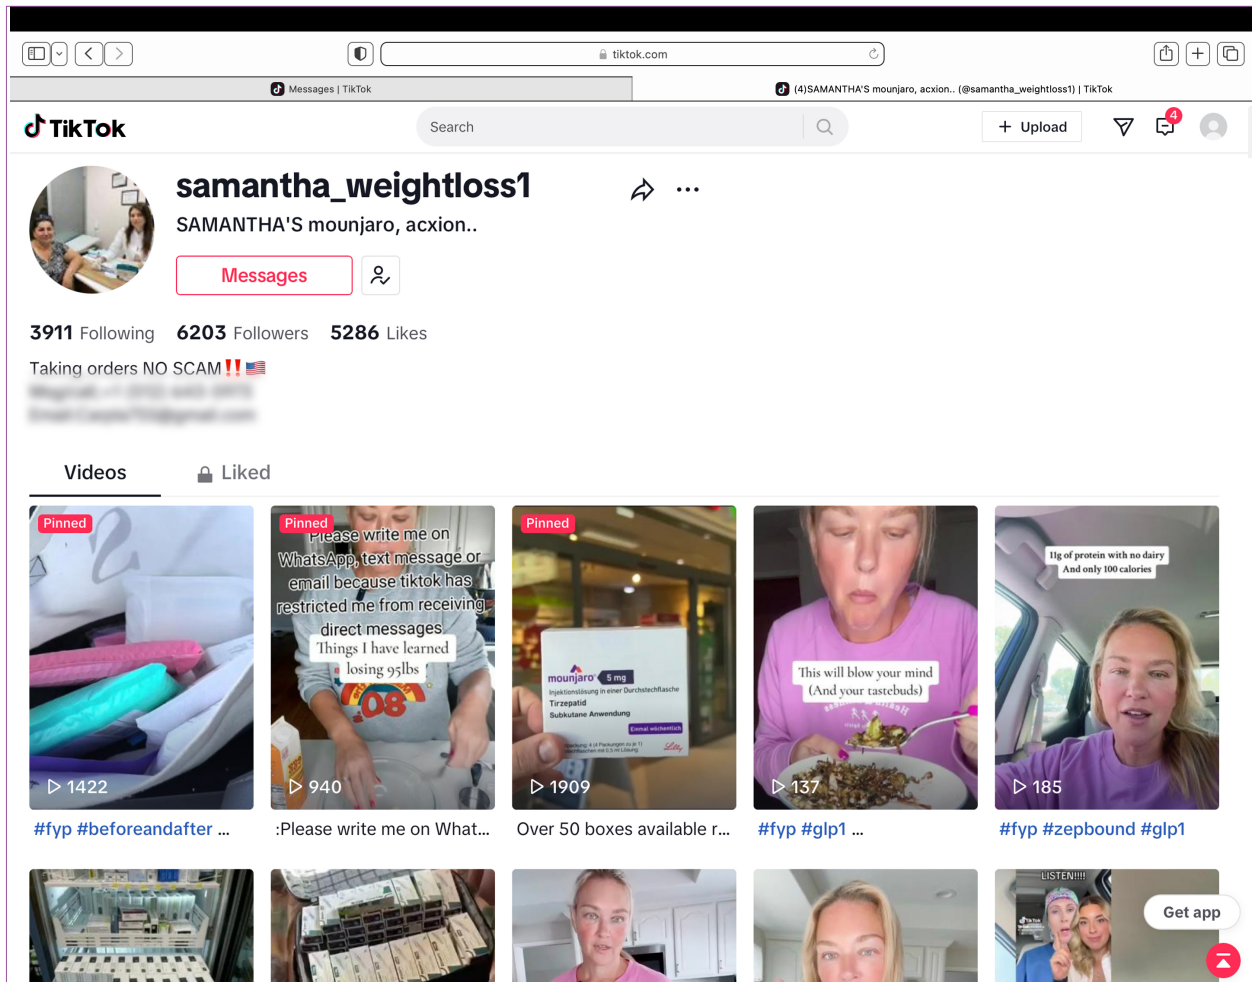 tiktok.com
Messages | TikTok
(4)SAMANTHA'S mounjaro, acxion.. (@samantha_weightloss1) | TikTok
TikTok
Search
+ Upload
4
samantha_weightloss1
SAMANTHA'S mounjaro, acxion..
Messages
3911 Following 6203 Followers 5286 Likes
Taking orders NO SCAM‼️🇺🇸
Videos
Liked
Pinned
1422
#fyp #beforeandafter ...
Pinned
Please write me on
WhatsApp, text message or
email because tiktok has
restricted me from receiving
direct messages
Things I have learned
losing 95lbs
80
940
:Please write me on What...
Pinned
mounjaro 5 mg
Injektionslösung in einer Durchstechflasche
Tirzepatid
Subkutane Anwendung
Einmal wöchentlich
Lilly
1909
Over 50 boxes available r...
This will blow your mind
(And your tastebuds)
137
#fyp #glp1 ...
11g of protein with no dairy
And only 100 calories
185
#fyp #zepbound #glp1
LISTEN!!!!
TikTok
Get app